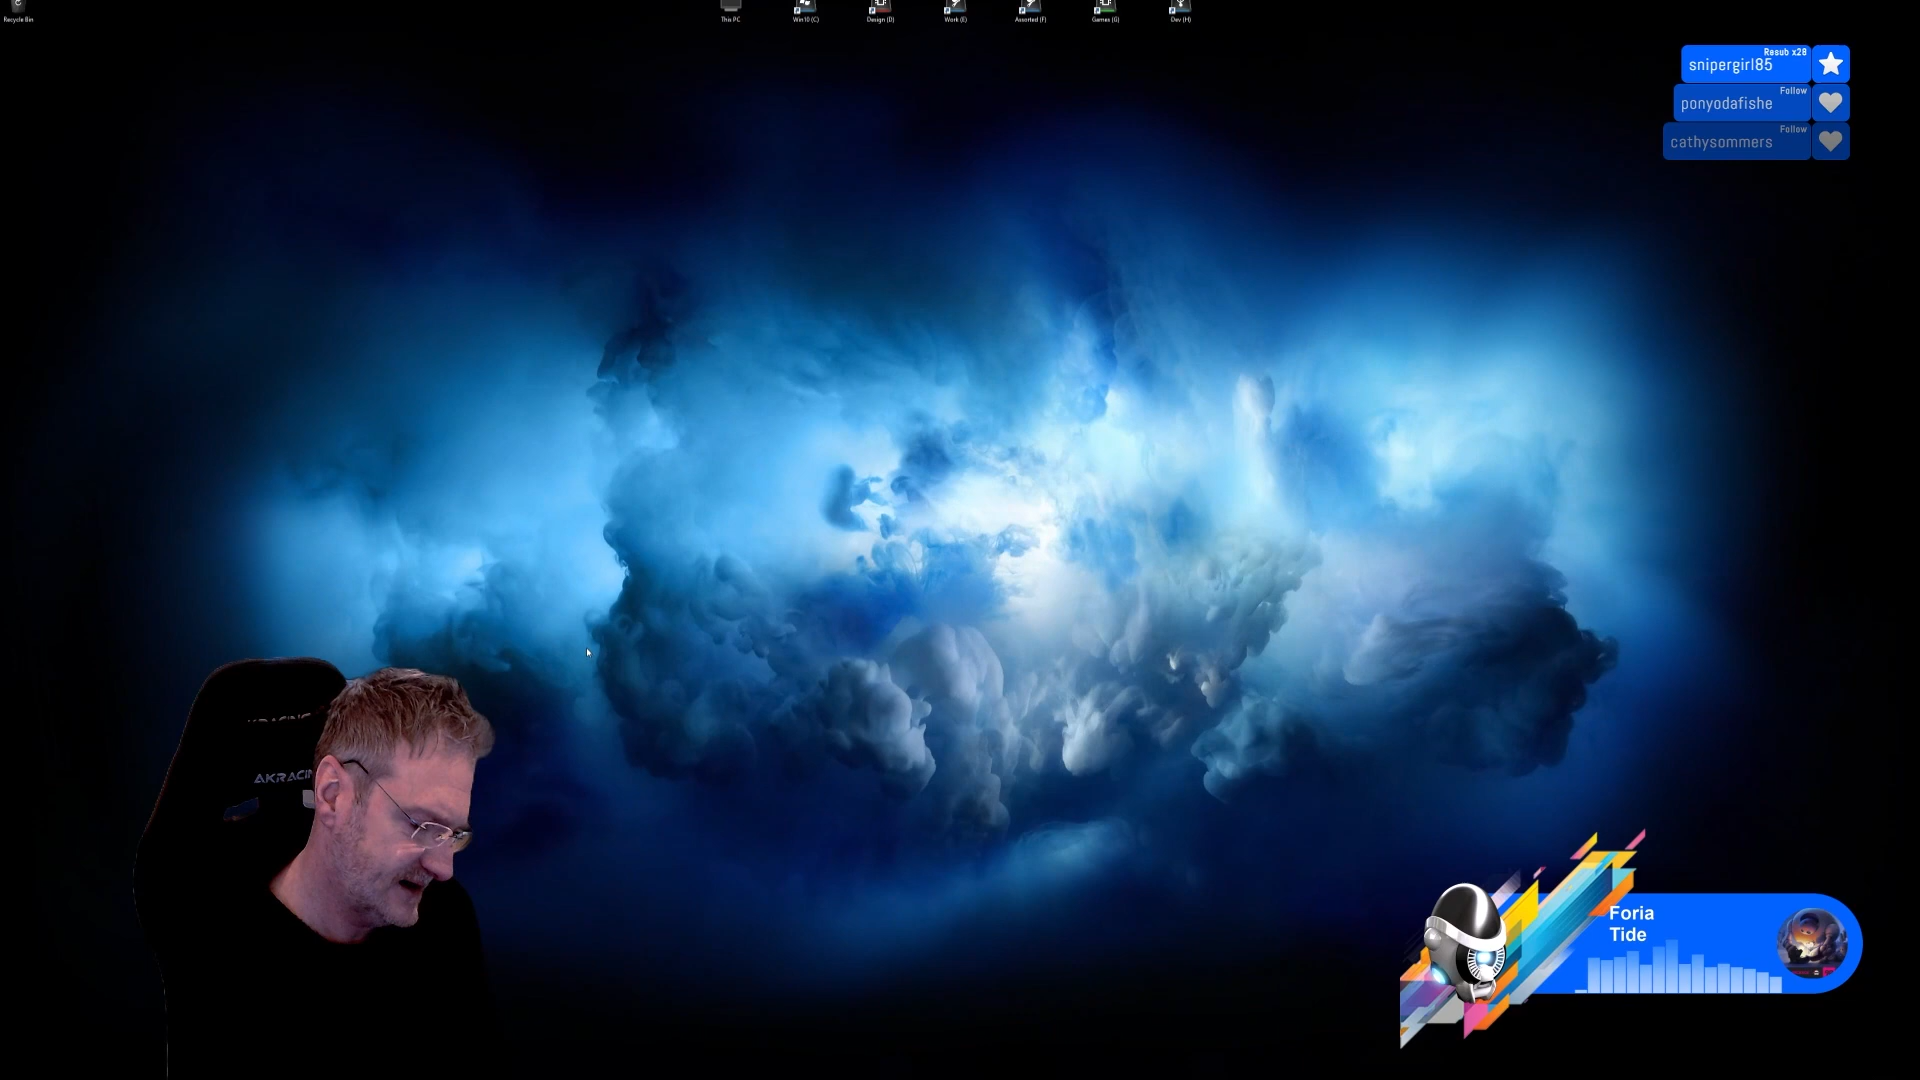 Recycle Bin
This PC
Win10 (C)
Design (D)
Work (E)
Assorted (F)
Games (G)
Dev (H)
Resub x28
snipergirl85
Follow
ponyodafishe
Follow
cathysommers
AKRACIN
Foria
Tide